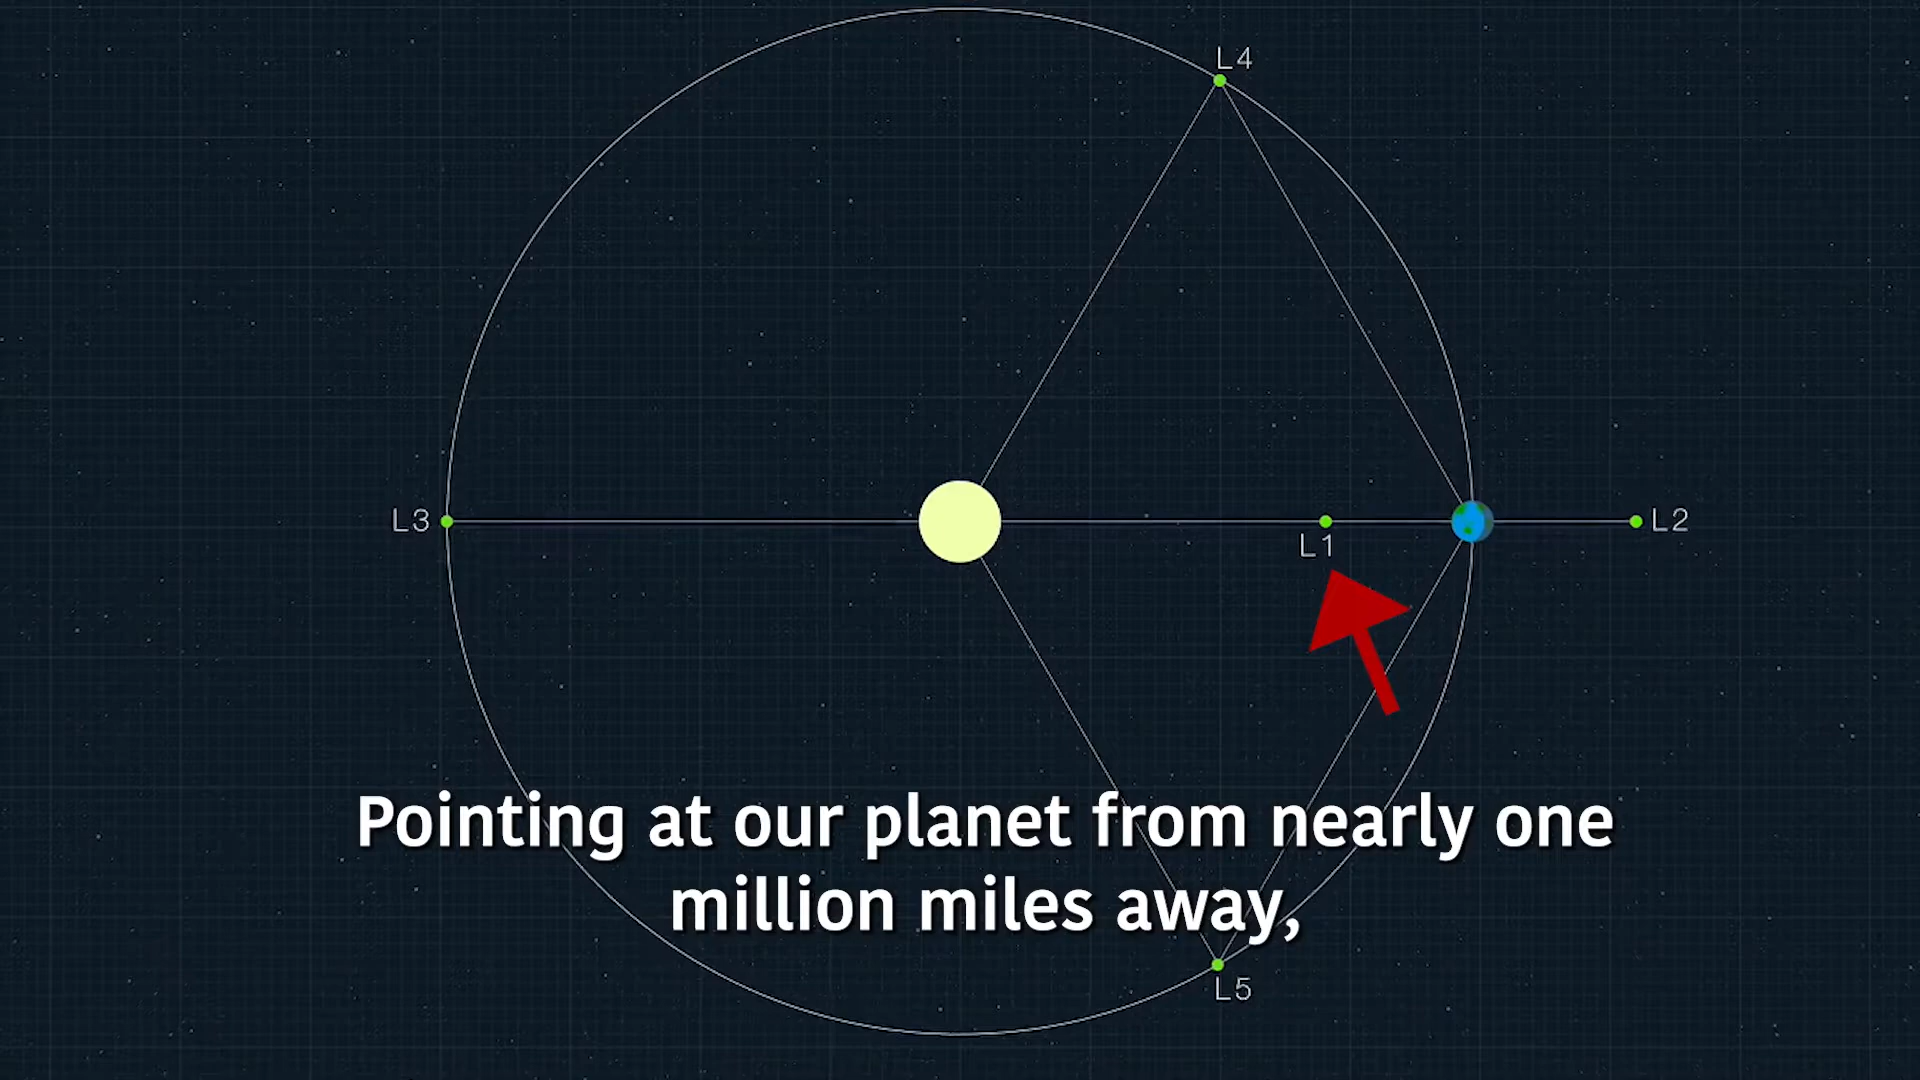 L4
L3
L2
L1
Pointing at our planet from nearly one
million miles away,
L5